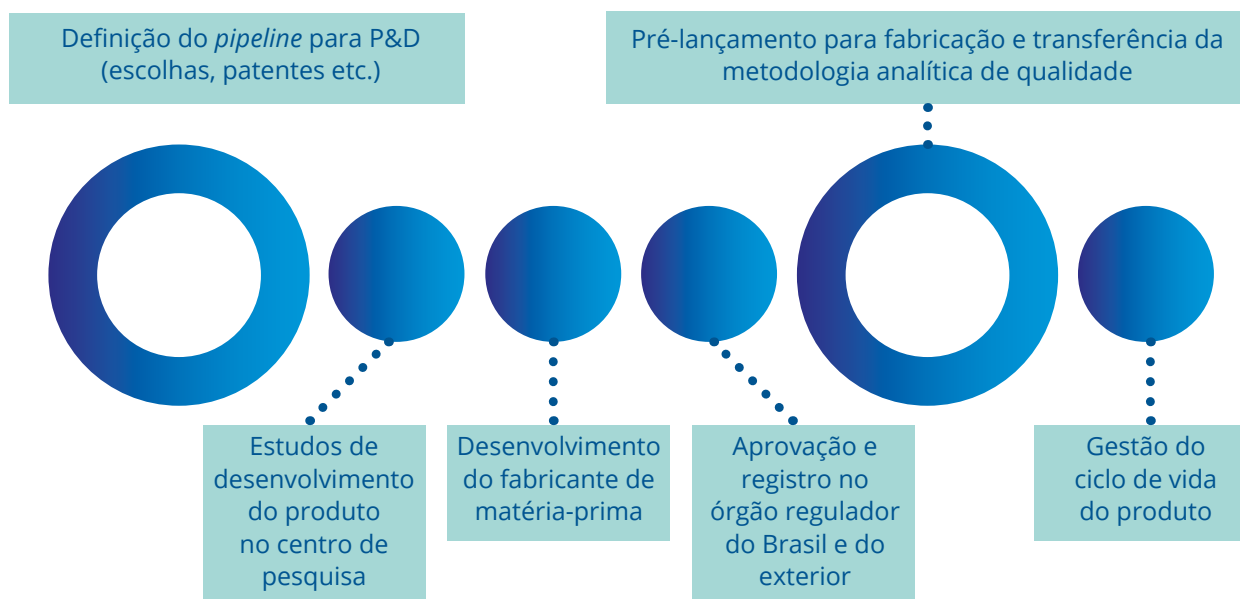 Definição do pipeline para P&D
(escolhas, patentes etc.)
Pré-lançamento para fabricação e transferência da
metodologia analítica de qualidade
Estudos de
desenvolvimento
do produto
no centro de
pesquisa
Desenvolvimento
do fabricante de
matéria-prima
Aprovação e
registro no
órgão regulador
do Brasil e do
exterior
Gestão do
ciclo de vida
do produto